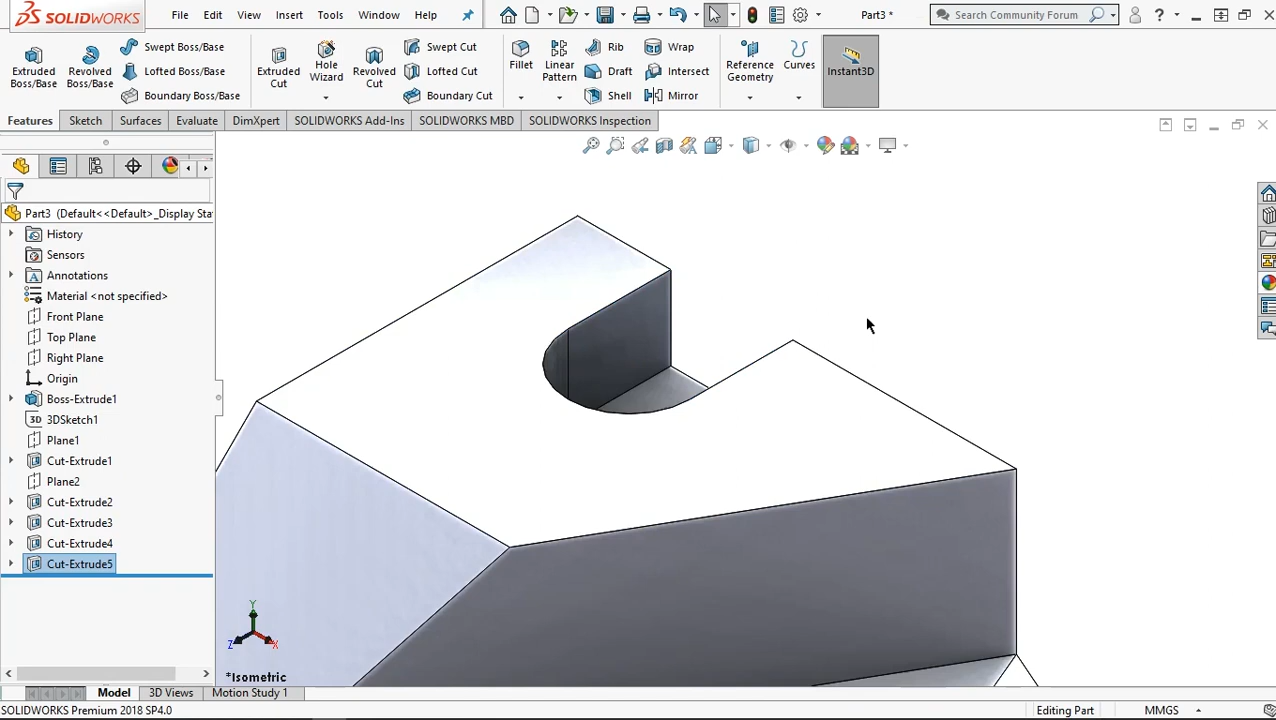 SOLIDWORKS File Edit View Insert Tools Window Help Part3 * Search Community Forum
Extruded Boss/Base
Revolved Boss/Base
Swept Boss/Base
Lofted Boss/Base
Boundary Boss/Base
Extruded Cut
Hole Wizard
Revolved Cut
Swept Cut
Lofted Cut
Boundary Cut
Fillet
Linear Pattern
Rib
Draft
Shell
Wrap
Intersect
Mirror
Reference Geometry
Curves
Instant3D
Features Sketch Surfaces Evaluate DimXpert SOLIDWORKS Add-Ins SOLIDWORKS MBD SOLIDWORKS Inspection
Part3 (Default<<Default>_Display Sta
History
Sensors
Annotations
Material <not specified>
Front Plane
Top Plane
Right Plane
Origin
Boss-Extrude1
3D 3DSketch1
Plane1
Cut-Extrude1
Plane2
Cut-Extrude2
Cut-Extrude3
Cut-Extrude4
Cut-Extrude5
Y
Z X
*Isometric
Model 3D Views Motion Study 1
SOLIDWORKS Premium 2018 SP4.0 Editing Part MMGS